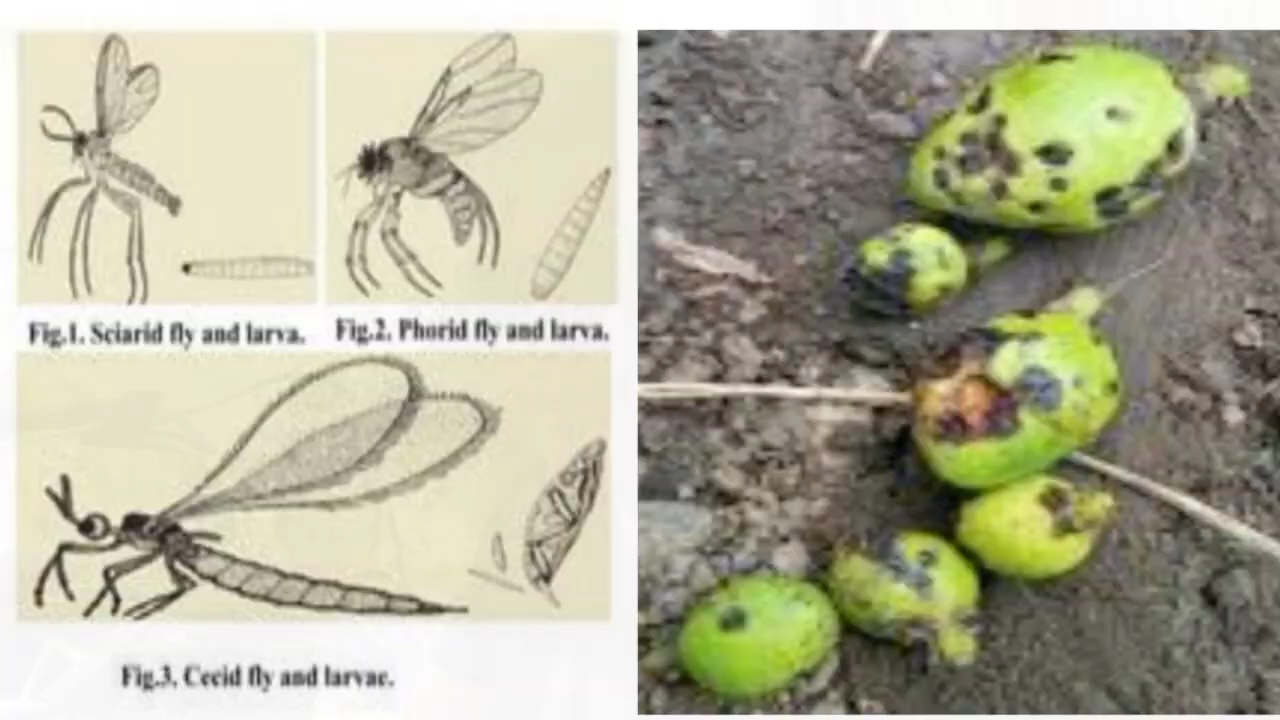 Fig.1. Sciarid fly and larva.
Fig.2. Phorid fly and larva.
Fig.3. Cecid fly and larvae.